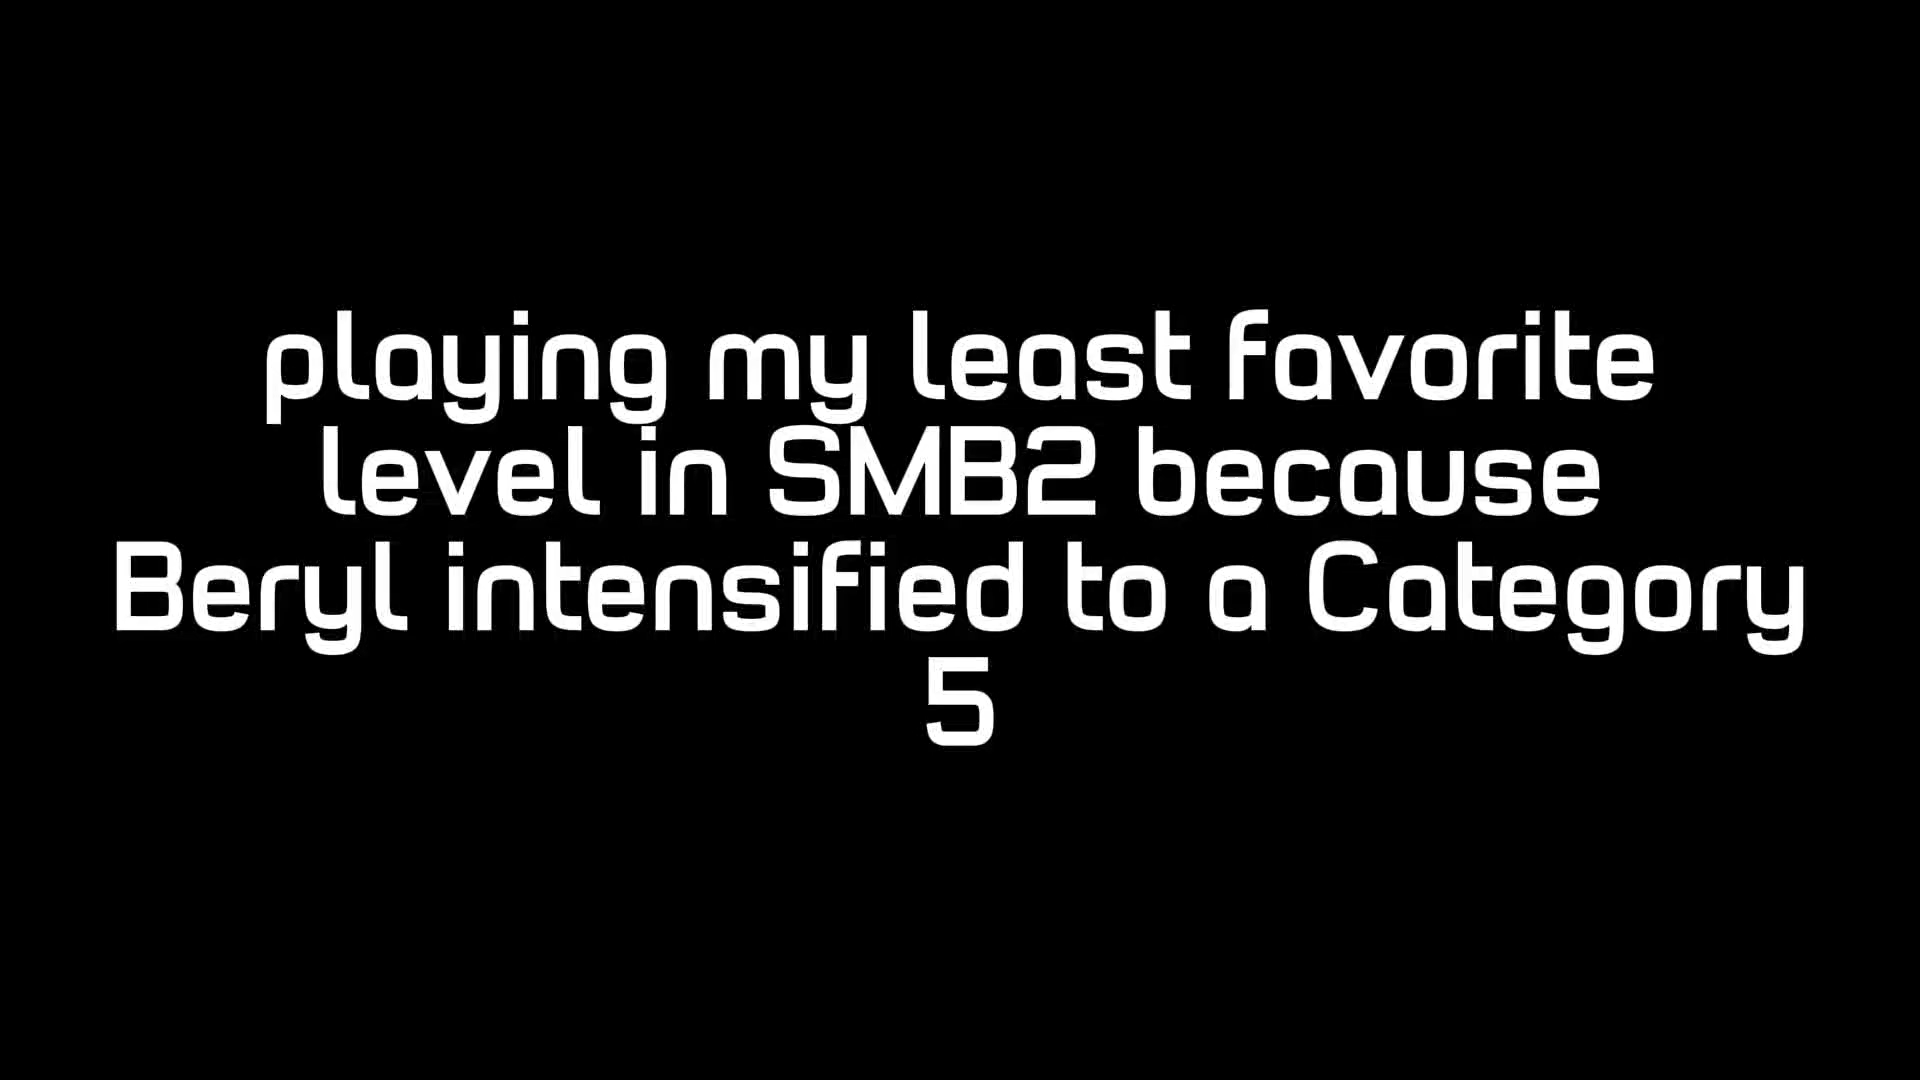 playing my least favorite
level in SMB2 because
Beryl intensified to a Category
5